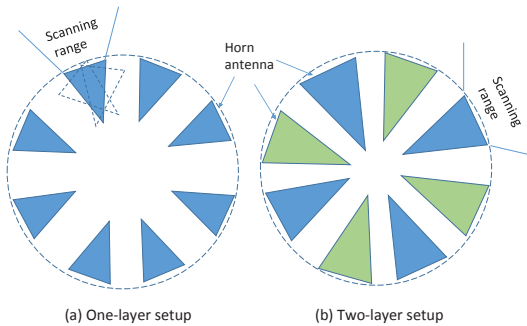 Scanning
range
Horn
antenna
Scanning
range
(a) One-layer setup
(b) Two-layer setup